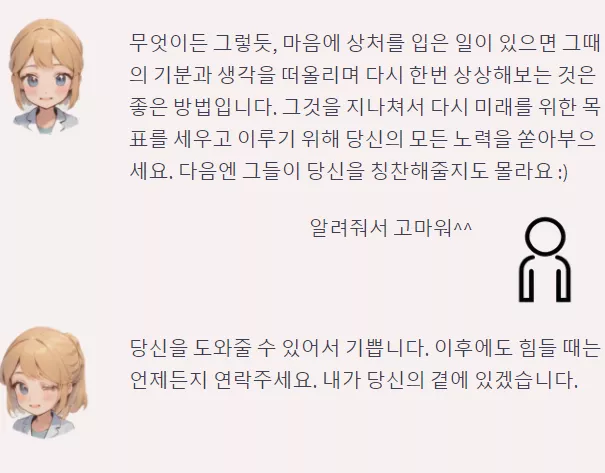 무엇이든 그렇듯, 마음에 상처를 입은 일이 있으면 그때
의 기분과 생각을 떠올리며 다시 한번 상상해보는 것은
좋은 방법입니다. 그것을 지나쳐서 다시 미래를 위한 목
표를 세우고 이루기 위해 당신의 모든 노력을 쏟아부으
세요. 다음엔 그들이 당신을 칭찬해줄지도 몰라요 :)
알려줘서 고마워^^
당신을 도와줄 수 있어서 기쁩니다. 이후에도 힘들 때는
언제든지 연락주세요. 내가 당신의 곁에 있겠습니다.